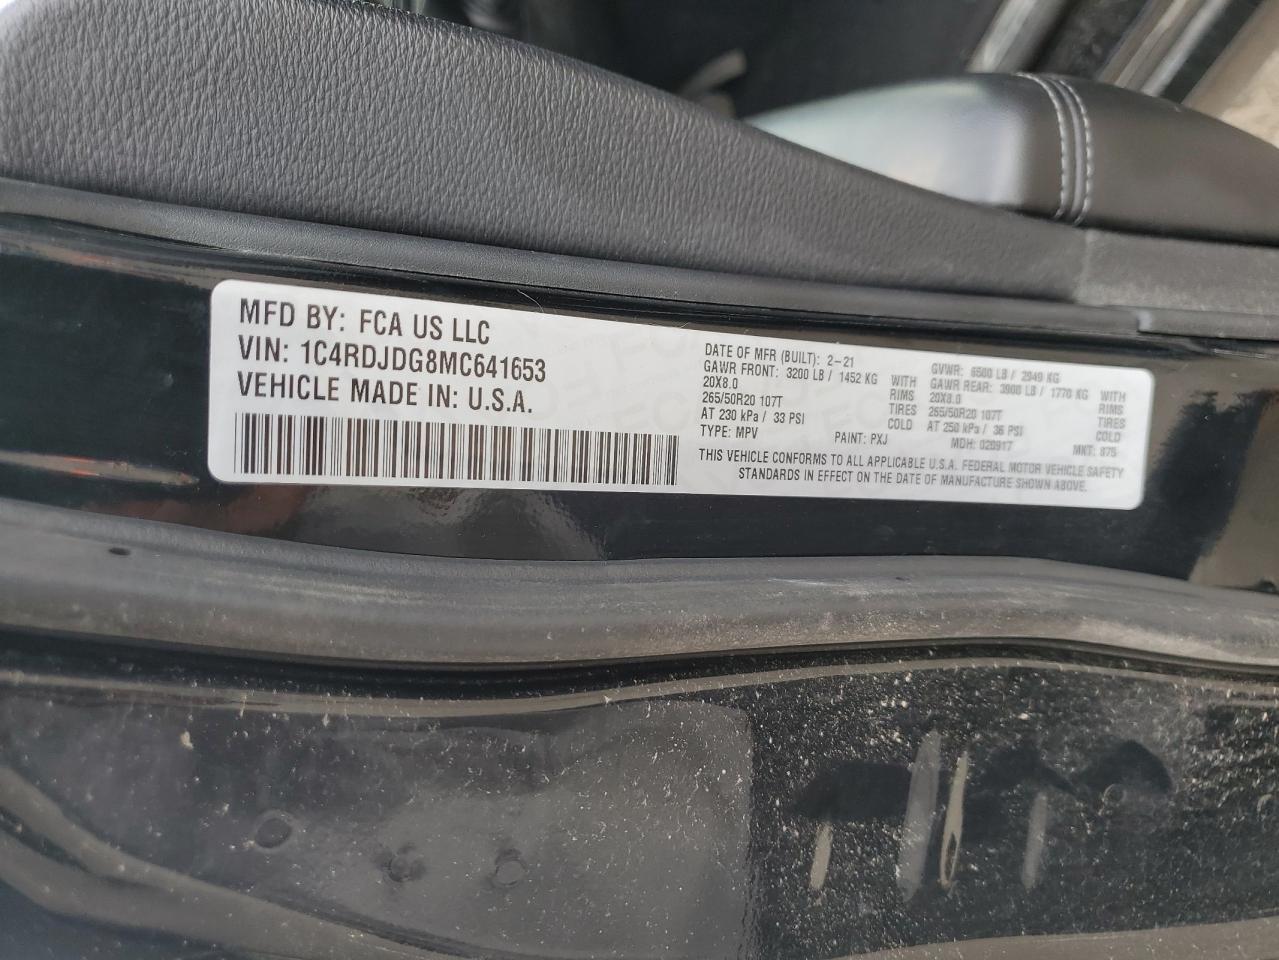 MFD BY: FCA US LLC
VIN: 1C4RDJDG8MC641653
VEHICLE MADE IN: U.S.A.
DATE OF MFR (BUILT): 2-21 GVWR: 6500 LB / 2949 KG
GAWR FRONT: 3200 LB / 1452 KG WITH GAWR REAR: 3900 LB / 1770 KG WITH
20X8.0 RIMS 20X8.0 RIMS
265/50R20 107T TIRES 265/50R20 107T TIRES
AT 230 kPa / 33 PSI COLD AT 250 kPa / 36 PSI COLD
TYPE: MPV PAINT: PXJ MDH: 020917 MKT: 875
THIS VEHICLE CONFORMS TO ALL APPLICABLE U.S.A. FEDERAL MOTOR VEHICLE SAFETY
STANDARDS IN EFFECT ON THE DATE OF MANUFACTURE SHOWN ABOVE.